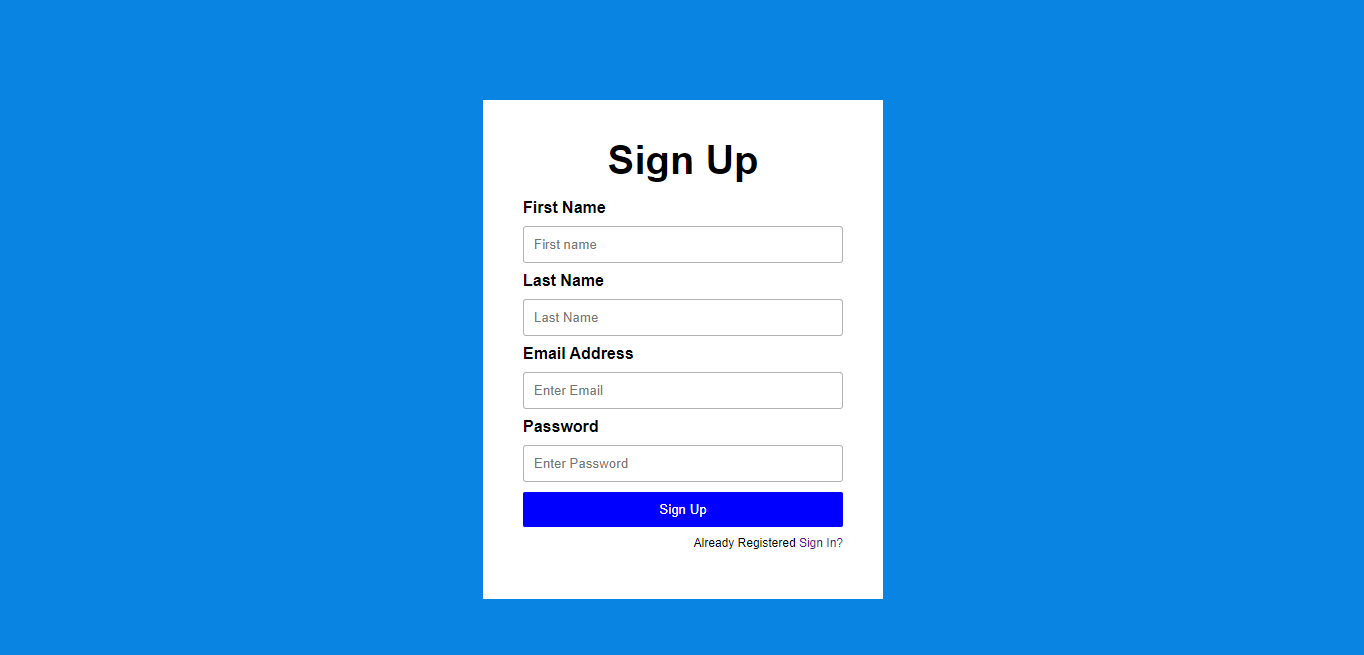 Sign Up
First Name
First name
Last Name
Last Name
Email Address
Enter Email
Password
Enter Password
Sign Up
Already Registered Sign In?